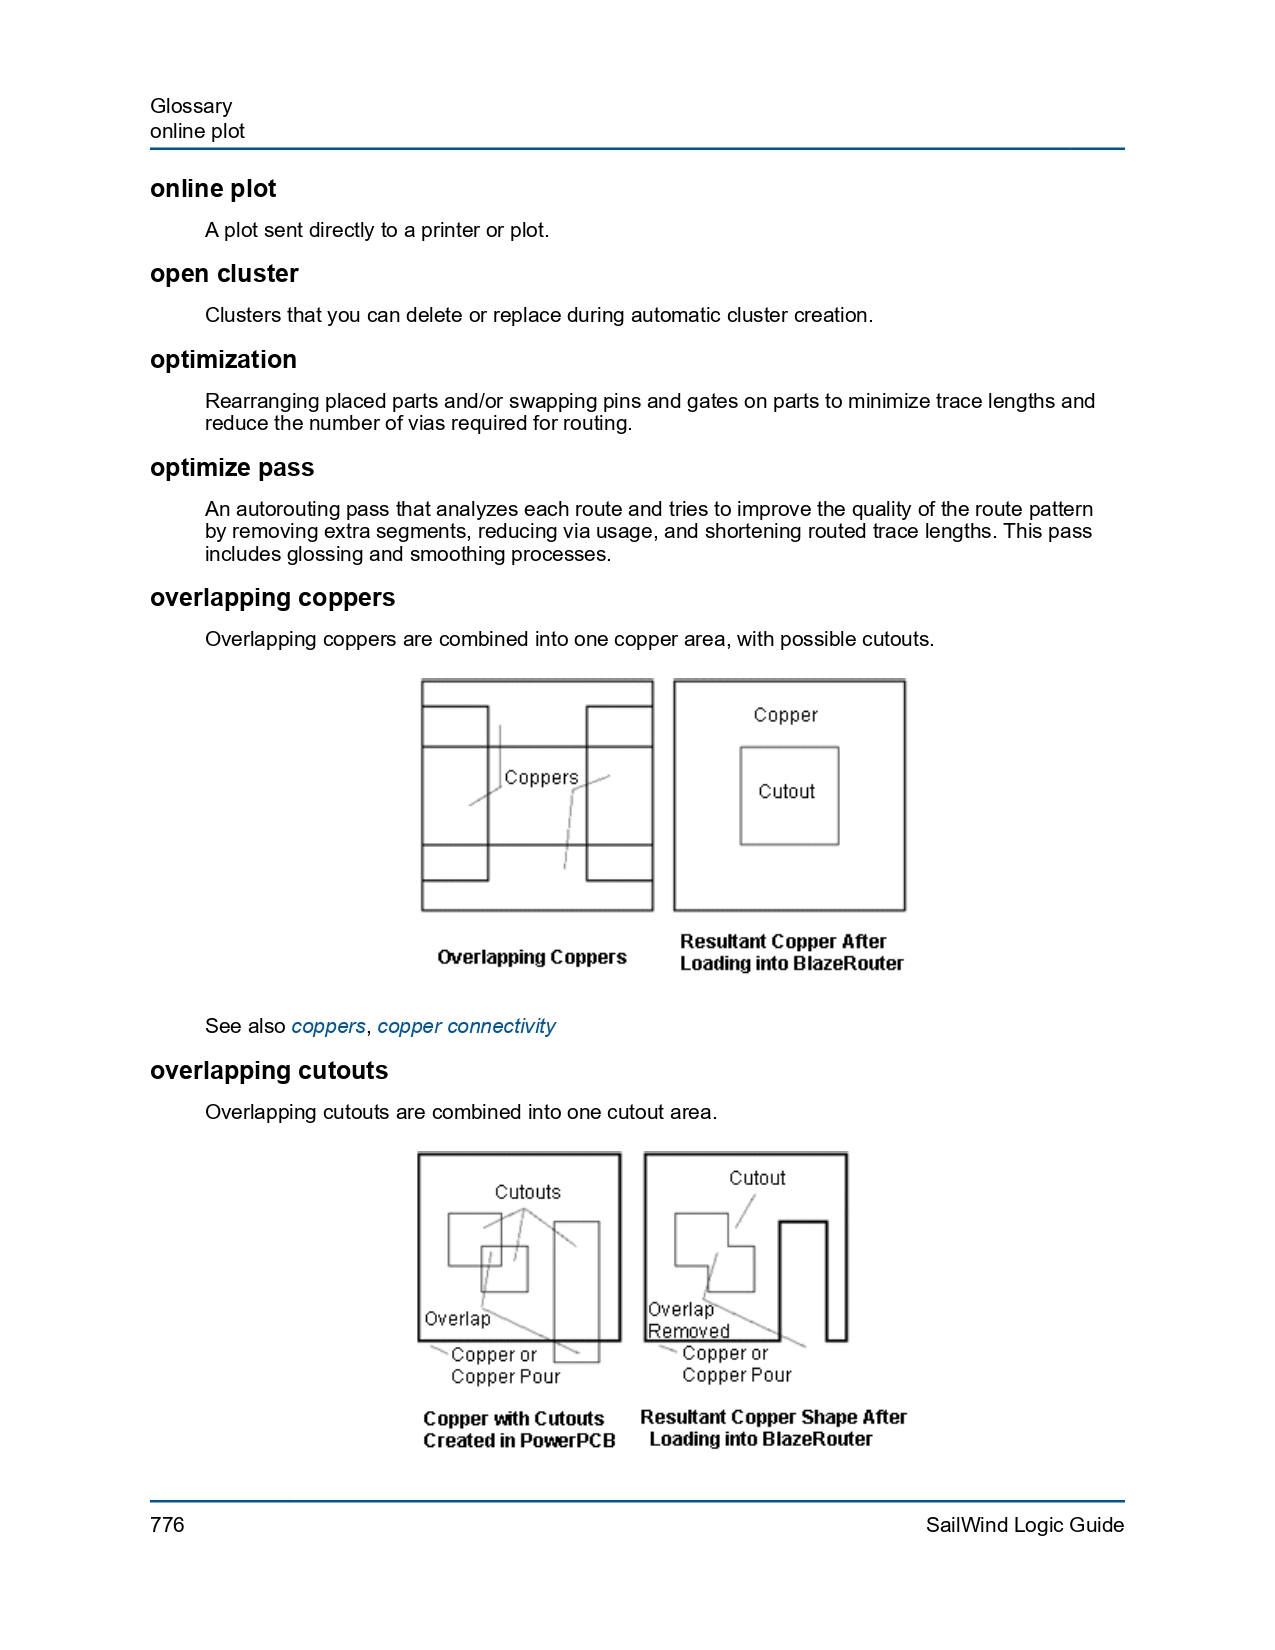 Glossary
online plot
online plot
A plot sent directly to a printer or plot.
open cluster
Clusters that you can delete or replace during automatic cluster creation.
optimization
Rearranging placed parts and/or swapping pins and gates on parts to minimize trace lengths and
reduce the number of vias required for routing.
optimize pass
An autorouting pass that analyzes each route and tries to improve the quality of the route pattern
by removing extra segments, reducing via usage, and shortening routed trace lengths. This pass
includes glossing and smoothing processes.
overlapping coppers
Overlapping coppers are combined into one copper area, with possible cutouts.
Coppers
Overlapping Coppers
Copper
Cutout
Resultant Copper After
Loading into BlazeRouter
See also coppers, copper connectivity
overlapping cutouts
Overlapping cutouts are combined into one cutout area.
Cutouts
Overlap
Copper or
Copper Pour
Copper with Cutouts
Created in PowerPCB
Cutout
Overlap
Removed
Copper or
Copper Pour
Resultant Copper Shape After
Loading into BlazeRouter
776
SailWind Logic Guide